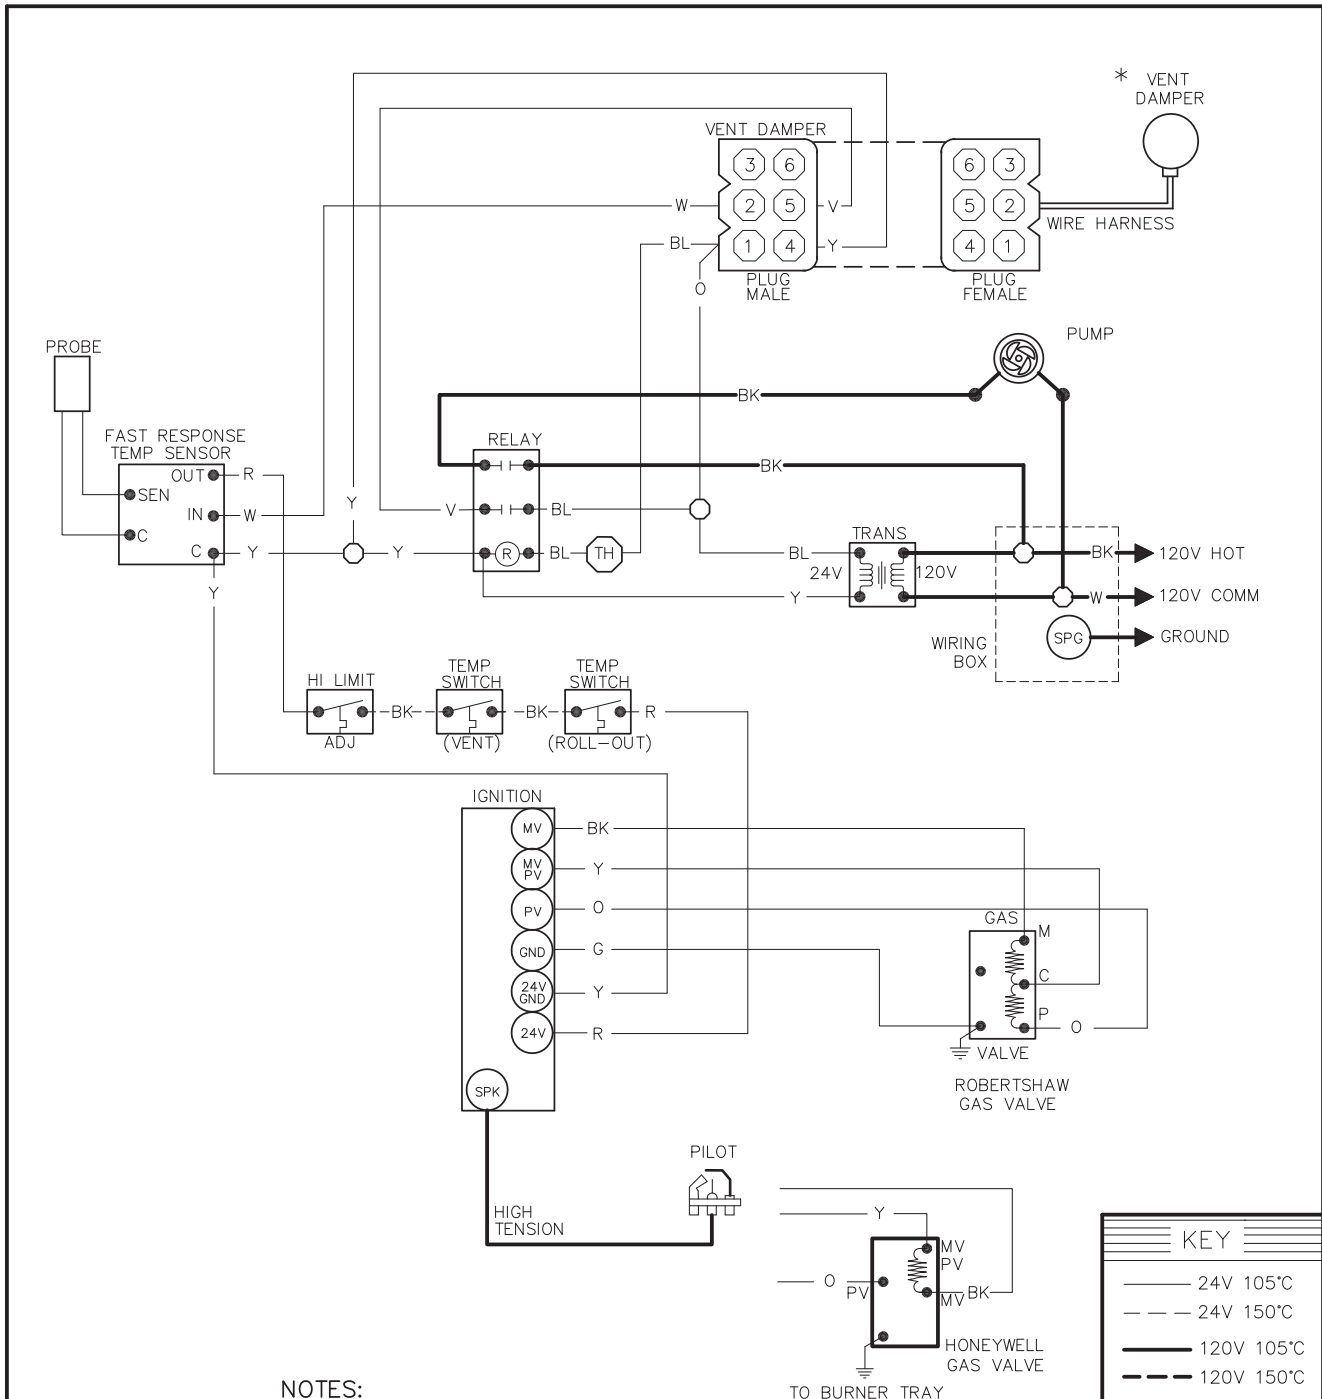 * VENT
DAMPER
VENT DAMPER
3 6
6 3
W 2 5 V
5 2
WIRE HARNESS
BL 1 4 Y
4 1
PLUG
MALE
PLUG
FEMALE
O
PUMP
PROBE
BK
FAST RESPONSE
TEMP SENSOR
RELAY
OUT R
BK
SEN
Y
IN W
V BL
C
C Y Y R BL TH
TRANS
BL
24V 120V
BK 120V HOT
Y
Y
W 120V COMM
WIRING
BOX
SPG GROUND
HI LIMIT
TEMP
SWITCH
TEMP
SWITCH
BK BK R
ADJ
(VENT)
(ROLL-OUT)
IGNITION
MV BK
MV
PV
Y
PV O
GND G
24V
GND
Y
24V R
SPK
GAS
M
C
P
O
VALVE
ROBERTSHAW
GAS VALVE
PILOT
HIGH
TENSION
Y
MV
PV
O PV
MV BK
HONEYWELL
GAS VALVE
TO BURNER TRAY
KEY
24V 105°C
24V 150°C
120V 105°C
120V 150°C
NOTES: